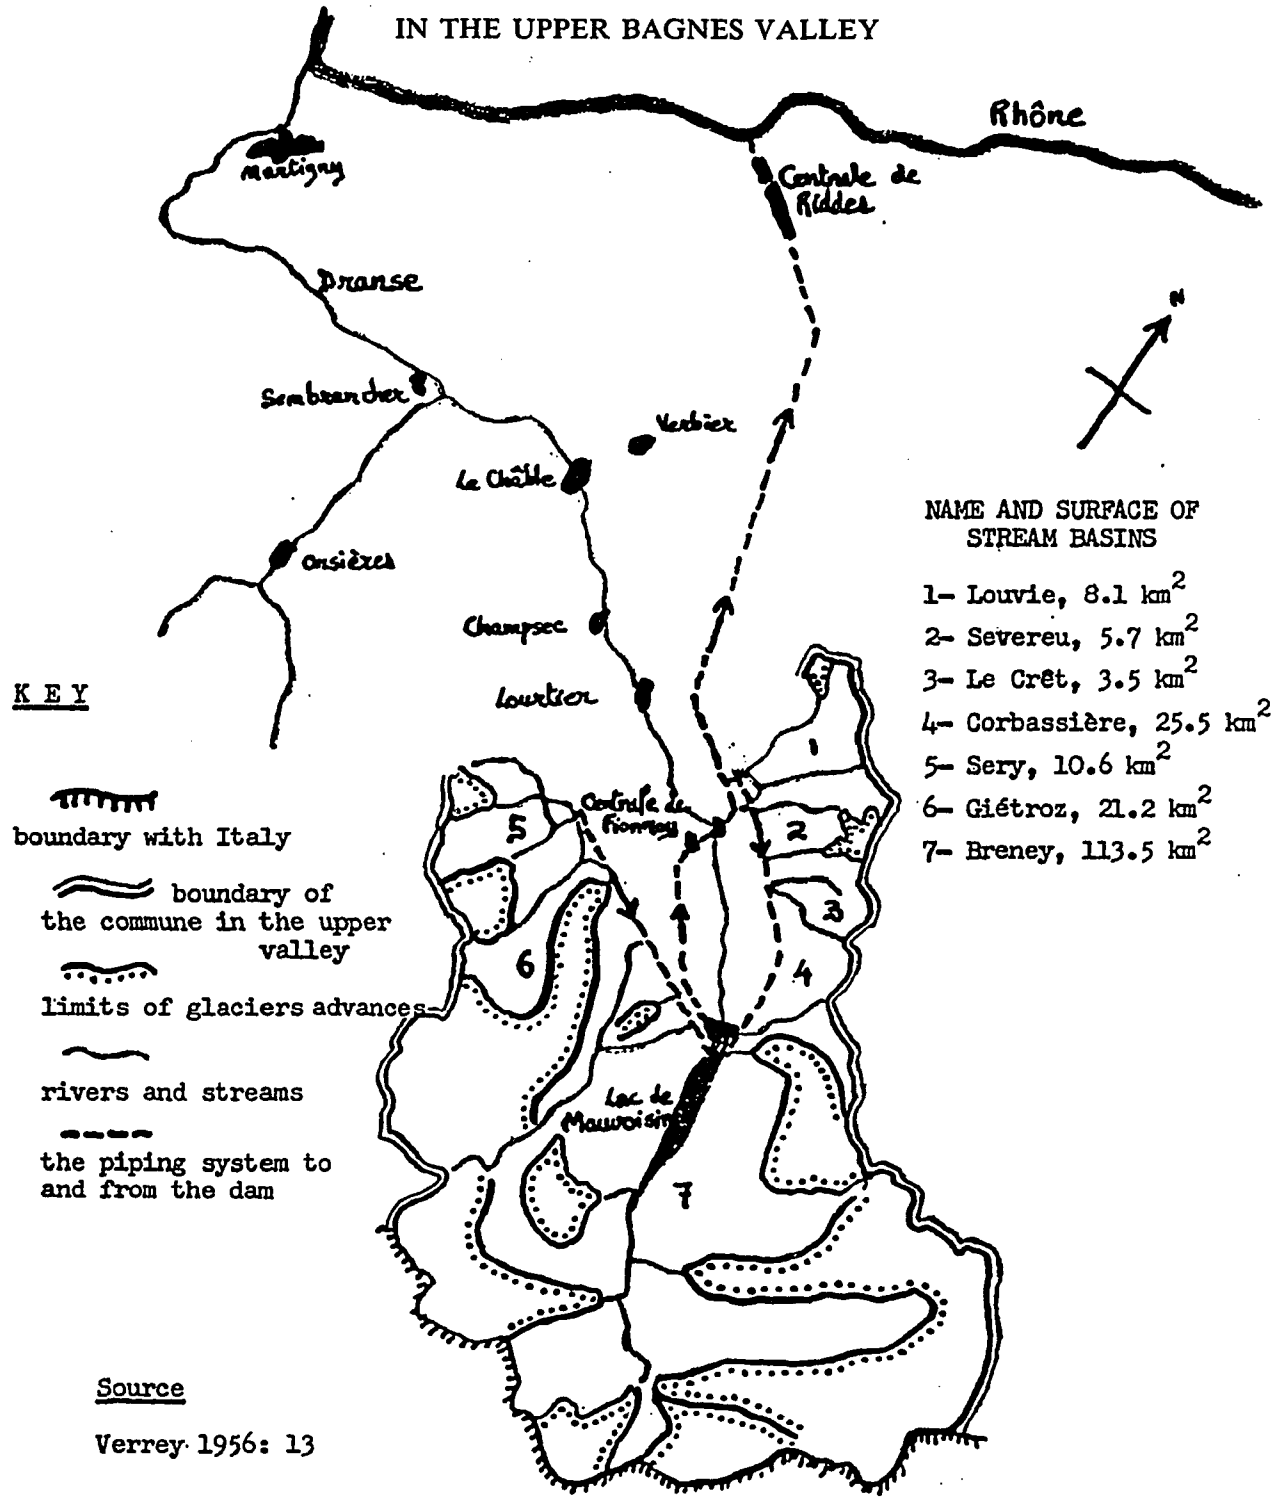 IN THE UPPER BAGNES VALLEY
Rhône
Martigny
Centrale de
Riddes
Dranse
N
Sembrancher
Verbier
Le Châble
NAME AND SURFACE OF
STREAM BASINS
Orsières
1- Louvie, 8.1 km²
Champsec
2- Severeu, 5.7 km²
3- Le Crêt, 3.5 km²
KEY
Lourtier
4- Corbassière, 25.5 km²
1
5- Sery, 10.6 km²
Centrale de
Fionnay
5
2
6- Giétroz, 21.2 km²
boundary with Italy
7- Breney, 113.5 km²
boundary of
the commune in the upper
valley
3
6
4
limits of glaciers advances
rivers and streams
Lac de
Mauvoisin
the piping system to
and from the dam
7
Source
Verrey 1956: 13